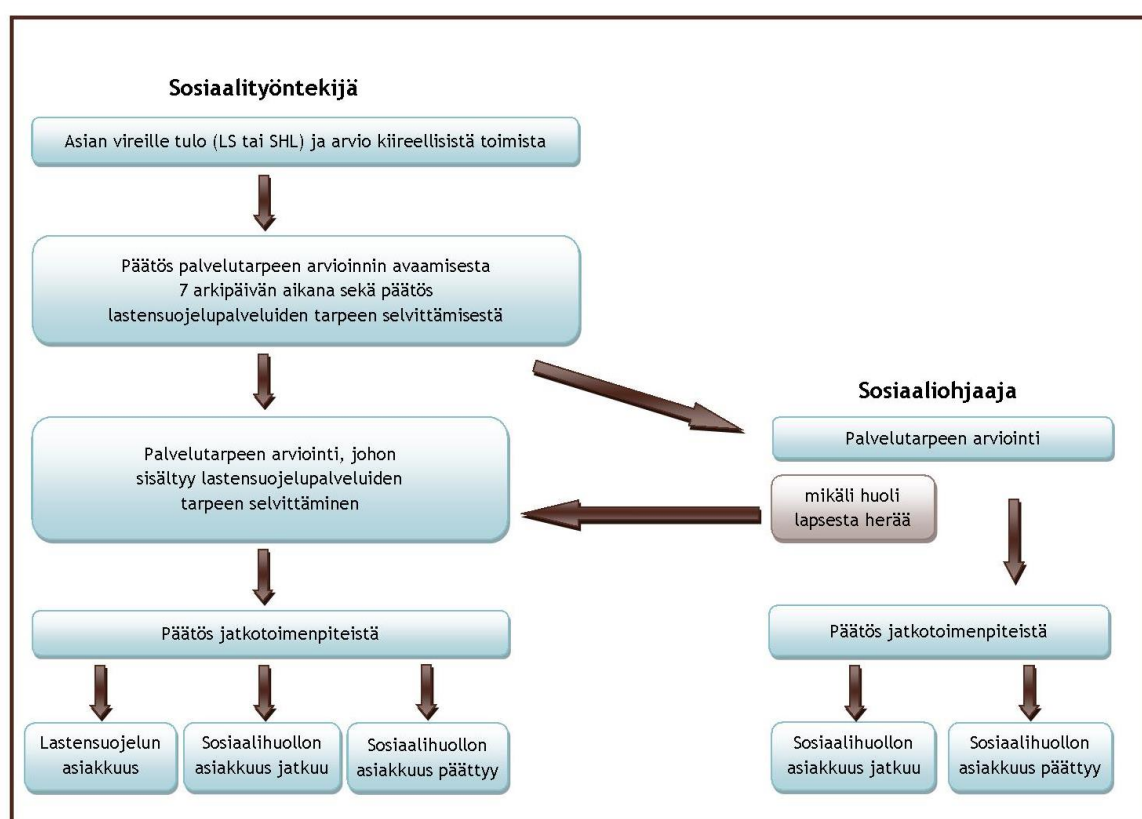 Sosiaalityöntekijä
Asian vireille tulo (LS tai SHL) ja arvio kiireellisistä toimista
Päätös palvelutarpeen arvioinnin avaamisesta
7 arkipäivän aikana sekä päätös
lastensuojelupalveluiden tarpeen selvittämisestä
Palvelutarpeen arviointi, johon
sisältyy lastensuojelupalveluiden
tarpeen selvittäminen
Päätös jatkotoimenpiteistä
Lastensuojelun
asiakkuus
Sosiaalihuollon
asiakkuus jatkuu
Sosiaalihuollon
asiakkuus päättyy
Sosiaaliohjaaja
Palvelutarpeen arviointi
mikäli huoli
lapsesta herää
Päätös jatkotoimenpiteistä
Sosiaalihuollon
asiakkuus jatkuu
Sosiaalihuollon
asiakkuus päättyy